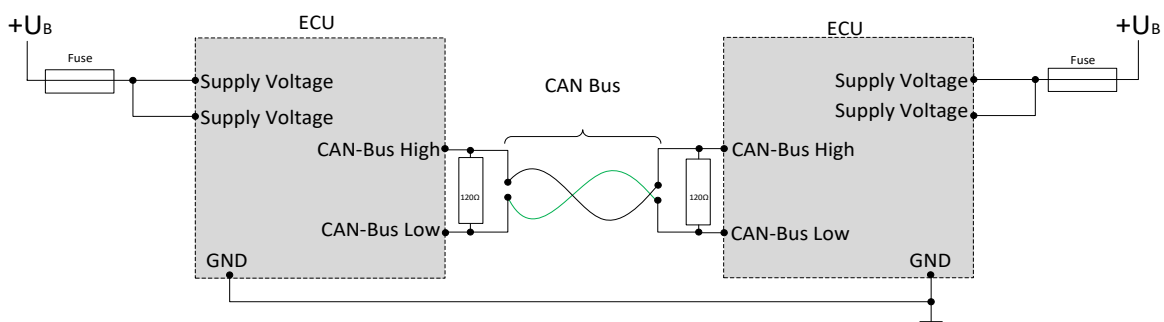 ECU
ECU
+UB
+UB
Fuse
Fuse
Supply Voltage
Supply Voltage
CAN Bus
Supply Voltage
Supply Voltage
CAN-Bus High
CAN-Bus High
120Ω
120Ω
CAN-Bus Low
CAN-Bus Low
GND
GND